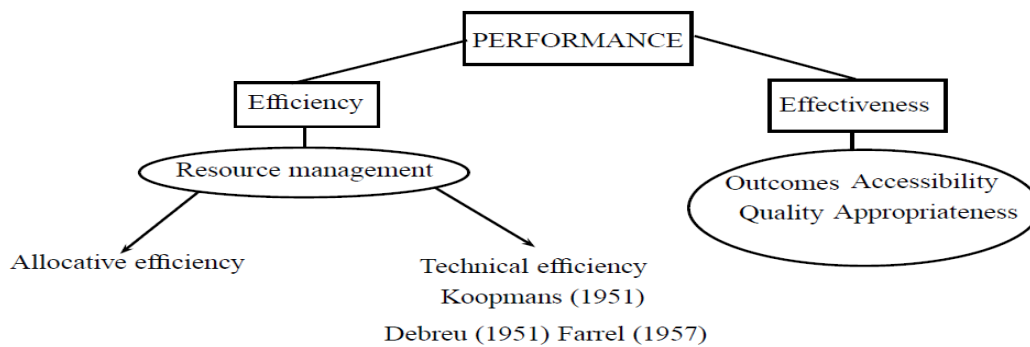 PERFORMANCE
Efficiency
Effectiveness
Resource management
Outcomes Accessibility
Quality Appropriateness
Allocative efficiency
Technical efficiency
Koopmans (1951)
Debreu (1951) Farrel (1957)